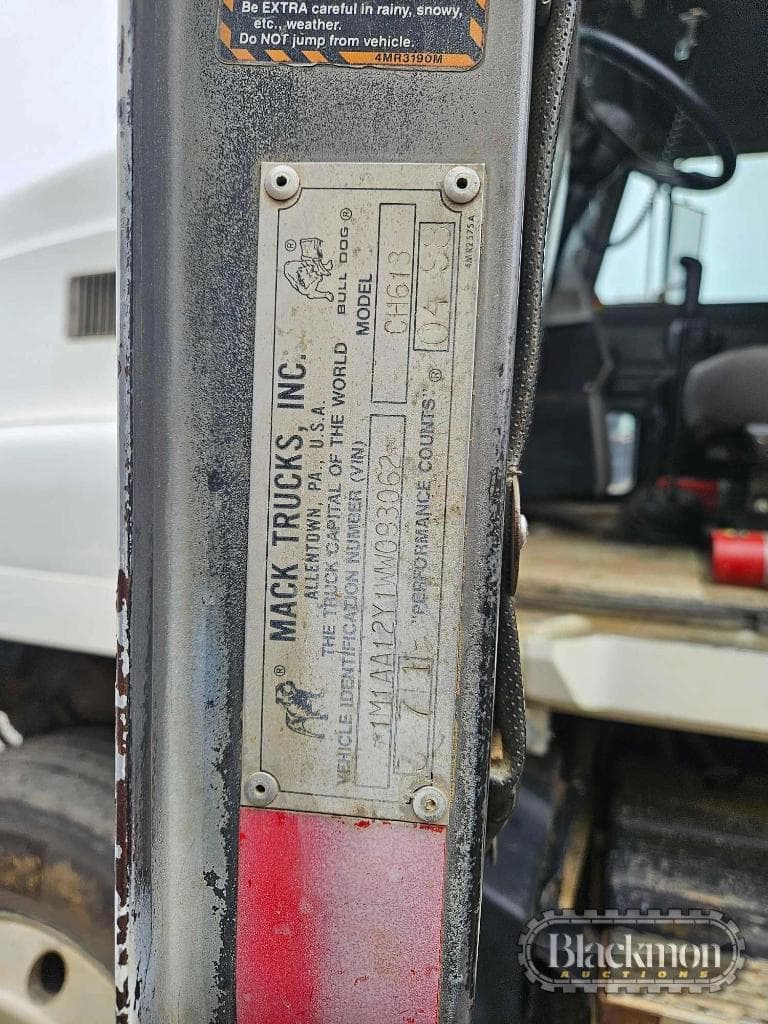 Be EXTRA careful in rainy, snowy,
etc., weather.
Do NOT jump from vehicle.
4MR3190M
® MACK TRUCKS, INC.
ALLENTOWN, PA., U.S.A.
THE TRUCK CAPITAL OF THE WORLD
® BULL DOG®
VEHICLE IDENTIFICATION NUMBER (VIN)
MODEL
*1M1AA12Y1WW093062*
CH613
"PERFORMANCE COUNTS"®
04 98
4MR2575A
Blackmon
AUCTIONS